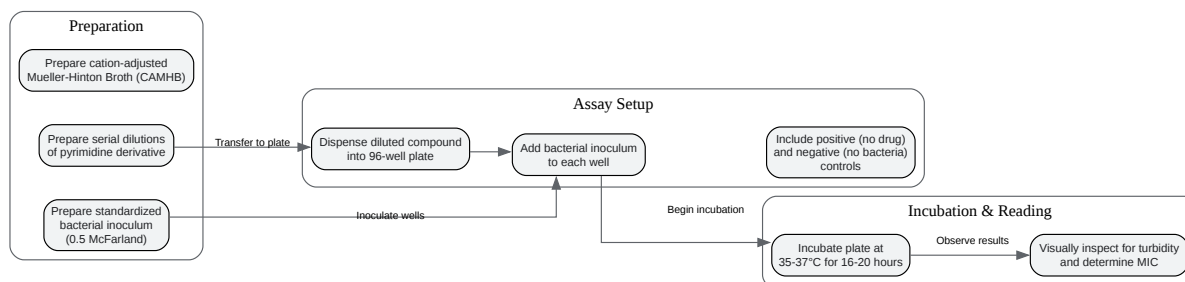 Preparation
Prepare cation-adjusted
Mueller-Hinton Broth (CAMHB)
Prepare serial dilutions
of pyrimidine derivative
Prepare standardized
bacterial inoculum
(0.5 McFarland)
Transfer to plate
Inoculate wells
Assay Setup
Dispense diluted compound
into 96-well plate
Add bacterial inoculum
to each well
Include positive (no drug)
and negative (no bacteria)
controls
Begin incubation
Incubation & Reading
Incubate plate at
35-37°C for 16-20 hours
Observe results
Visually inspect for turbidity
and determine MIC